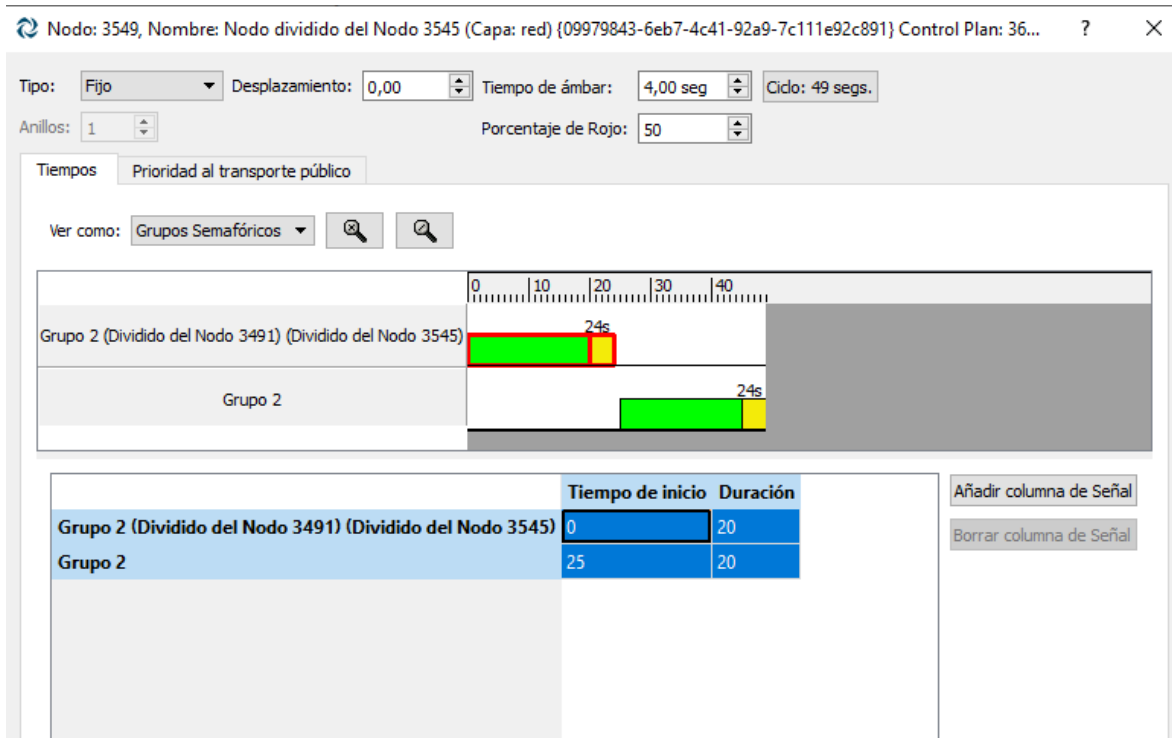 Nodo: 3549, Nombre: Nodo dividido del Nodo 3545 (Capa: red) {09979843-6eb7-4c41-92a9-7c111e92c891} Control Plan: 36... ? ×
Tipo: Fijo Desplazamiento: 0,00 Tiempo de ámbar: 4,00 seg Ciclo: 49 segs.
Anillos: 1 Porcentaje de Rojo: 50
Tiempos Prioridad al transporte público
Ver como: Grupos Semafóricos
0 10 20 30 40
Grupo 2 (Dividido del Nodo 3491) (Dividido del Nodo 3545) 24s
Grupo 2 24s
Tiempo de inicio Duración Añadir columna de Señal
Grupo 2 (Dividido del Nodo 3491) (Dividido del Nodo 3545) 0 20 Borrar columna de Señal
Grupo 2 25 20